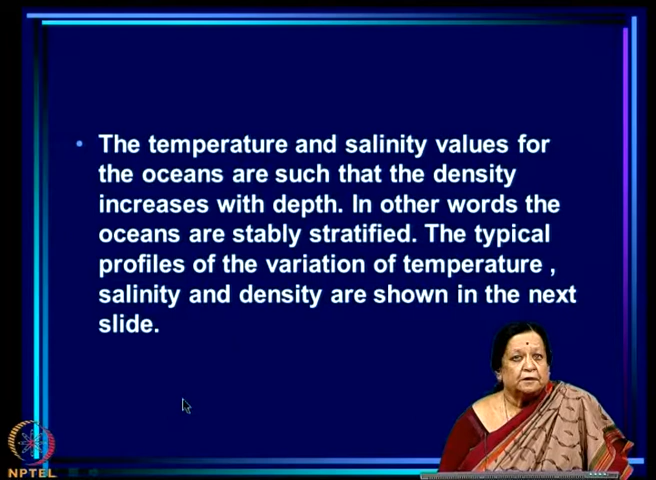 • The temperature and salinity values for
the oceans are such that the density
increases with depth. In other words the
oceans are stably stratified. The typical
profiles of the variation of temperature ,
salinity and density are shown in the next
slide.
NPTEL